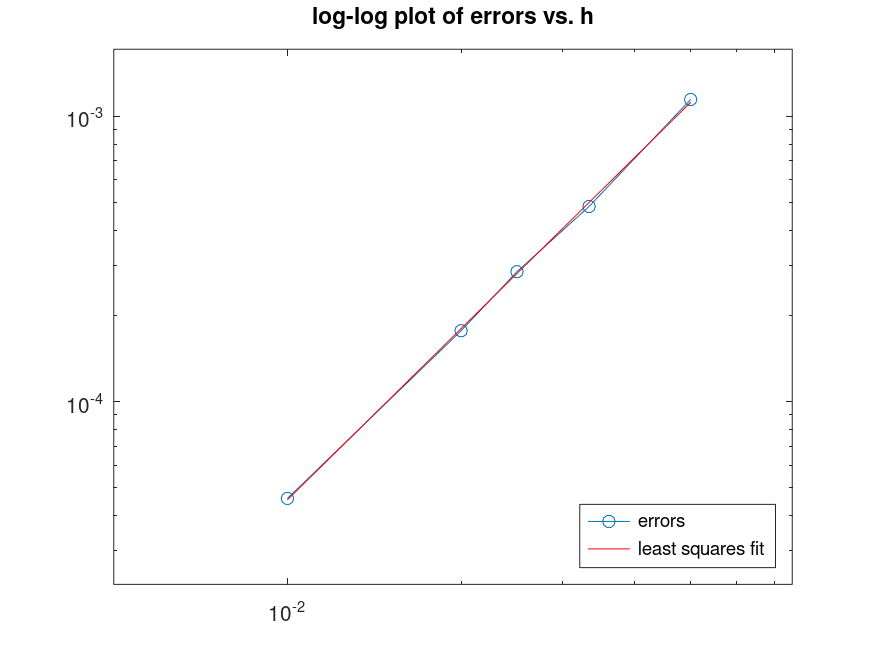 log-log plot of errors vs. h
10⁻³
10⁻⁴
errors
least squares fit
10⁻²